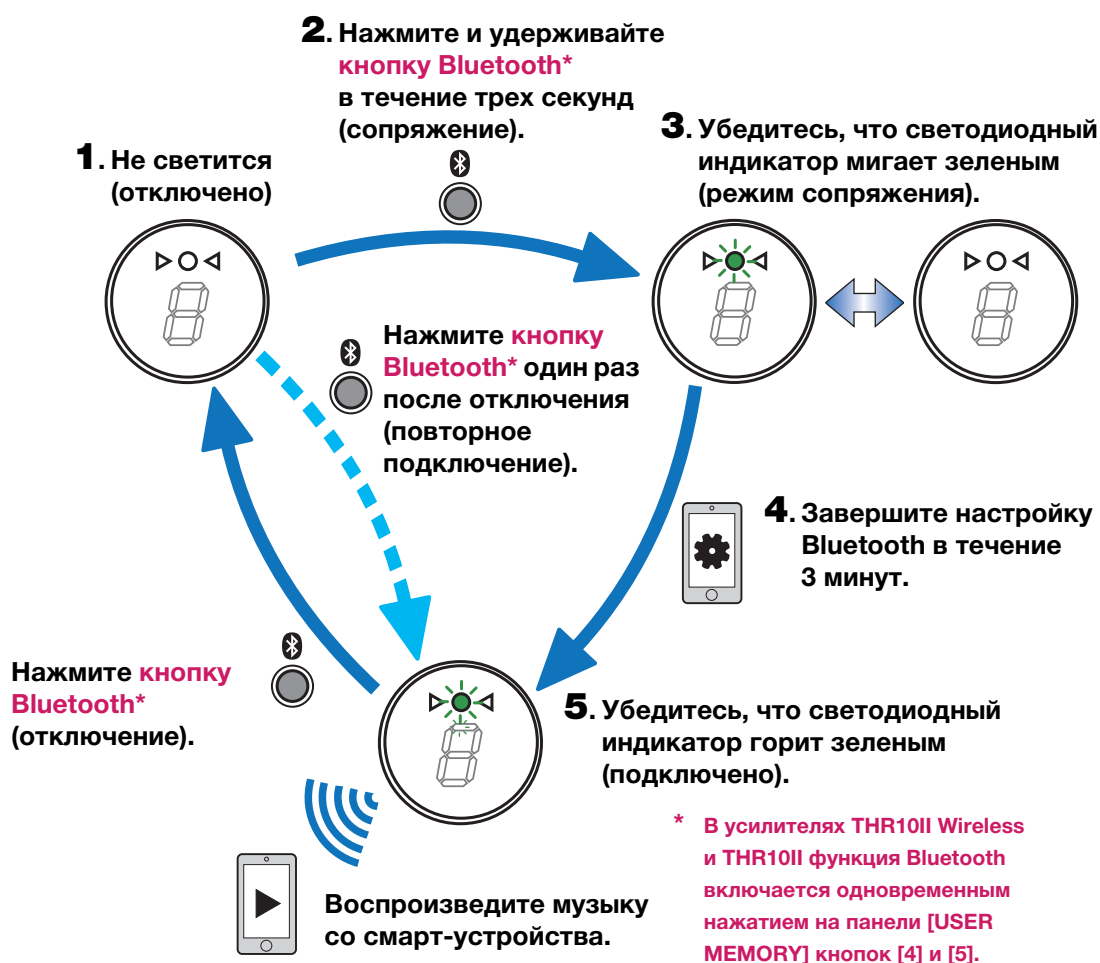 2. Нажмите и удерживайте
кнопку Bluetooth*
в течение трех секунд
(сопряжение).
1. Не светится
(отключено)
3. Убедитесь, что светодиодный
индикатор мигает зеленым
(режим сопряжения).
Нажмите кнопку
Bluetooth* один раз
после отключения
(повторное
подключение).
4. Завершите настройку
Bluetooth в течение
3 минут.
Нажмите кнопку
Bluetooth*
(отключение).
5. Убедитесь, что светодиодный
индикатор горит зеленым
(подключено).
* В усилителях THR10II Wireless
и THR10II функция Bluetooth
включается одновременным
нажатием на панели [USER
MEMORY] кнопок [4] и [5].
Воспроизведите музыку
со смарт-устройства.